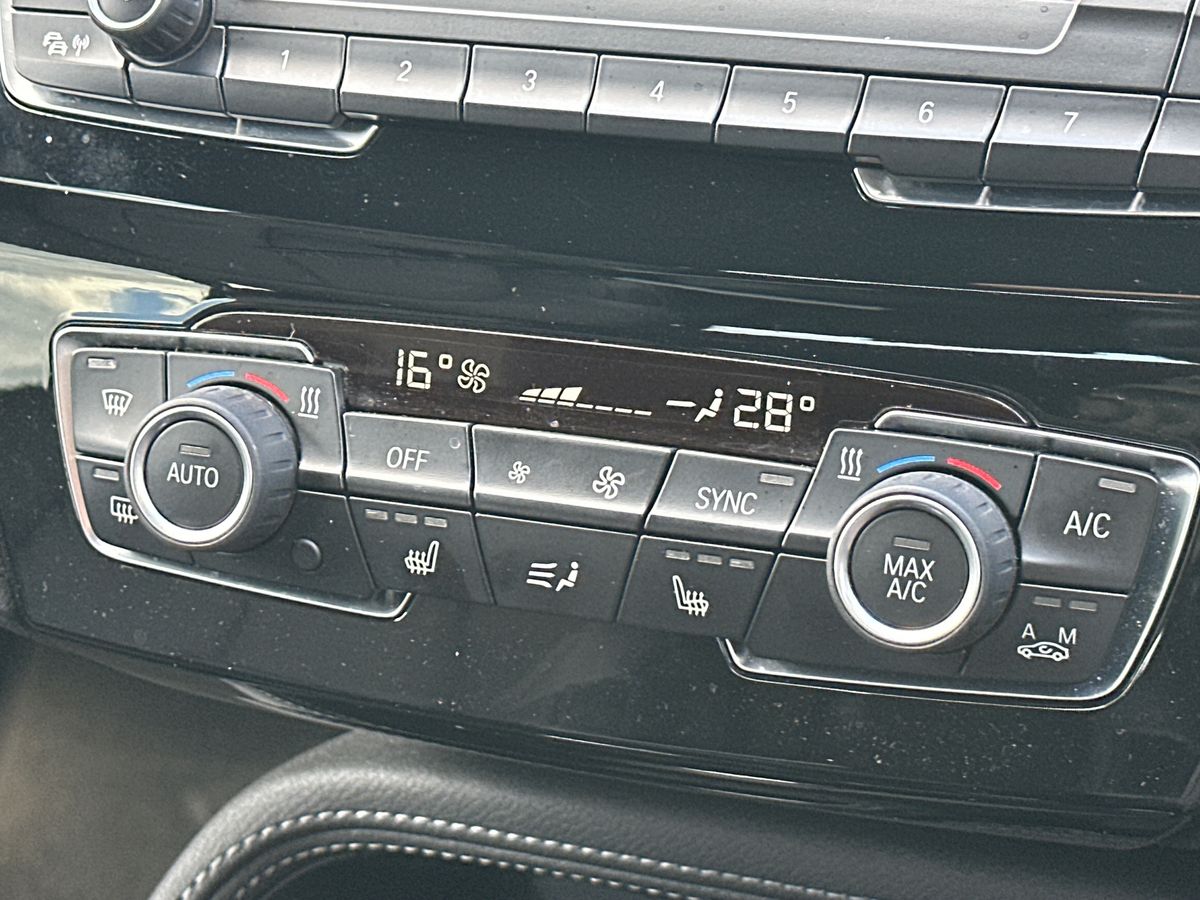 1 2 3 4 5 6 7
16° 28°
AUTO
OFF
SYNC
MAX
A/C
A/C
A M